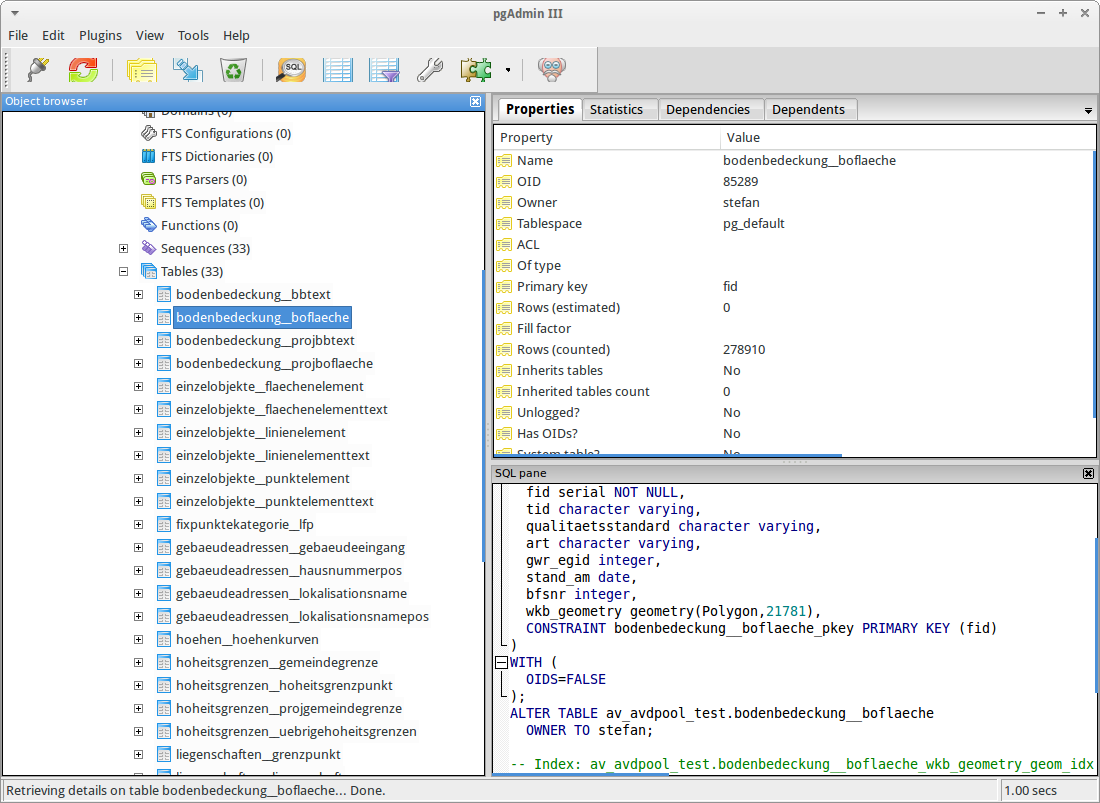 pgAdmin III
File Edit Plugins View Tools Help
SQL
Object browser
Domains (0)
FTS Configurations (0)
FTS Dictionaries (0)
FTS Parsers (0)
FTS Templates (0)
Functions (0)
Sequences (33)
Tables (33)
bodenbedeckung__bbtext
bodenbedeckung__boflaeche
bodenbedeckung__projbbtext
bodenbedeckung__projboflaeche
einzelobjekte__flaechenelement
einzelobjekte__flaechenelementtext
einzelobjekte__linienelement
einzelobjekte__linienelementtext
einzelobjekte__punktelement
einzelobjekte__punktelementtext
fixpunktekategorie__lfp
gebaeudeadressen__gebaeudeeingang
gebaeudeadressen__hausnummerpos
gebaeudeadressen__lokalisationsname
gebaeudeadressen__lokalisationsnamepos
hoehen__hoehenkurven
hoheitsgrenzen__gemeindegrenze
hoheitsgrenzen__hoheitsgrenzpunkt
hoheitsgrenzen__projgemeindegrenze
hoheitsgrenzen__uebrigehoheitsgrenzen
liegenschaften__grenzpunkt
Properties Statistics Dependencies Dependents
Property Value
Name bodenbedeckung__boflaeche
OID 85289
Owner stefan
Tablespace pg_default
ACL
Of type
Primary key fid
Rows (estimated) 0
Fill factor
Rows (counted) 278910
Inherits tables No
Inherited tables count 0
Unlogged? No
Has OIDs? No
System table? No
SQL pane
fid serial NOT NULL,
tid character varying,
qualitaetsstandard character varying,
art character varying,
gwr_egid integer,
stand_am date,
bfsnr integer,
wkb_geometry geometry(Polygon,21781),
CONSTRAINT bodenbedeckung__boflaeche_pkey PRIMARY KEY (fid)
)
WITH (
OIDS=FALSE
);
ALTER TABLE av_avdpool_test.bodenbedeckung__boflaeche
OWNER TO stefan;
-- Index: av_avdpool_test.bodenbedeckung__boflaeche_wkb_geometry_geom_idx
Retrieving details on table bodenbedeckung__boflaeche... Done. 1.00 secs